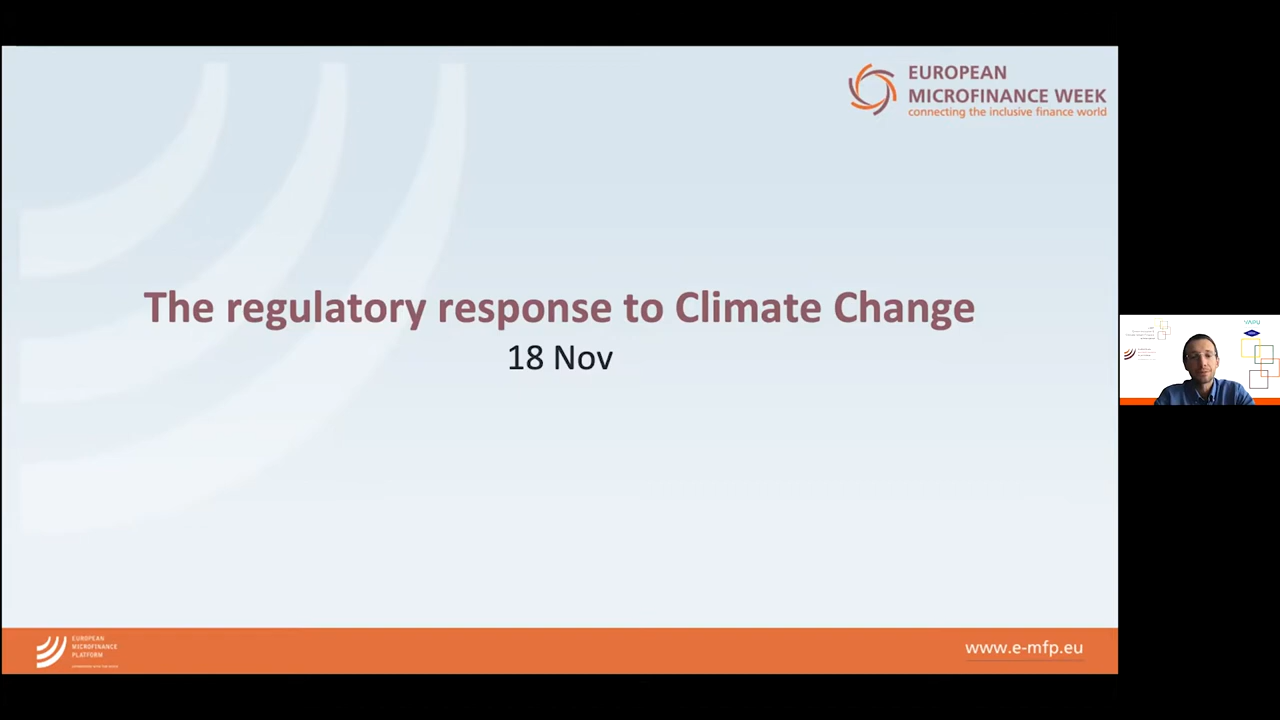 EUROPEAN
MICROFINANCE WEEK
connecting the inclusive finance world
The regulatory response to Climate Change
18 Nov
EUROPEAN
MICROFINANCE
PLATFORM
www.e-mfp.eu